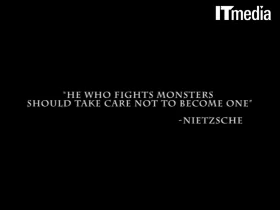 ITmedia
"HE WHO FIGHTS MONSTERS
SHOULD TAKE CARE NOT TO BECOME ONE"
-NIETZSCHE